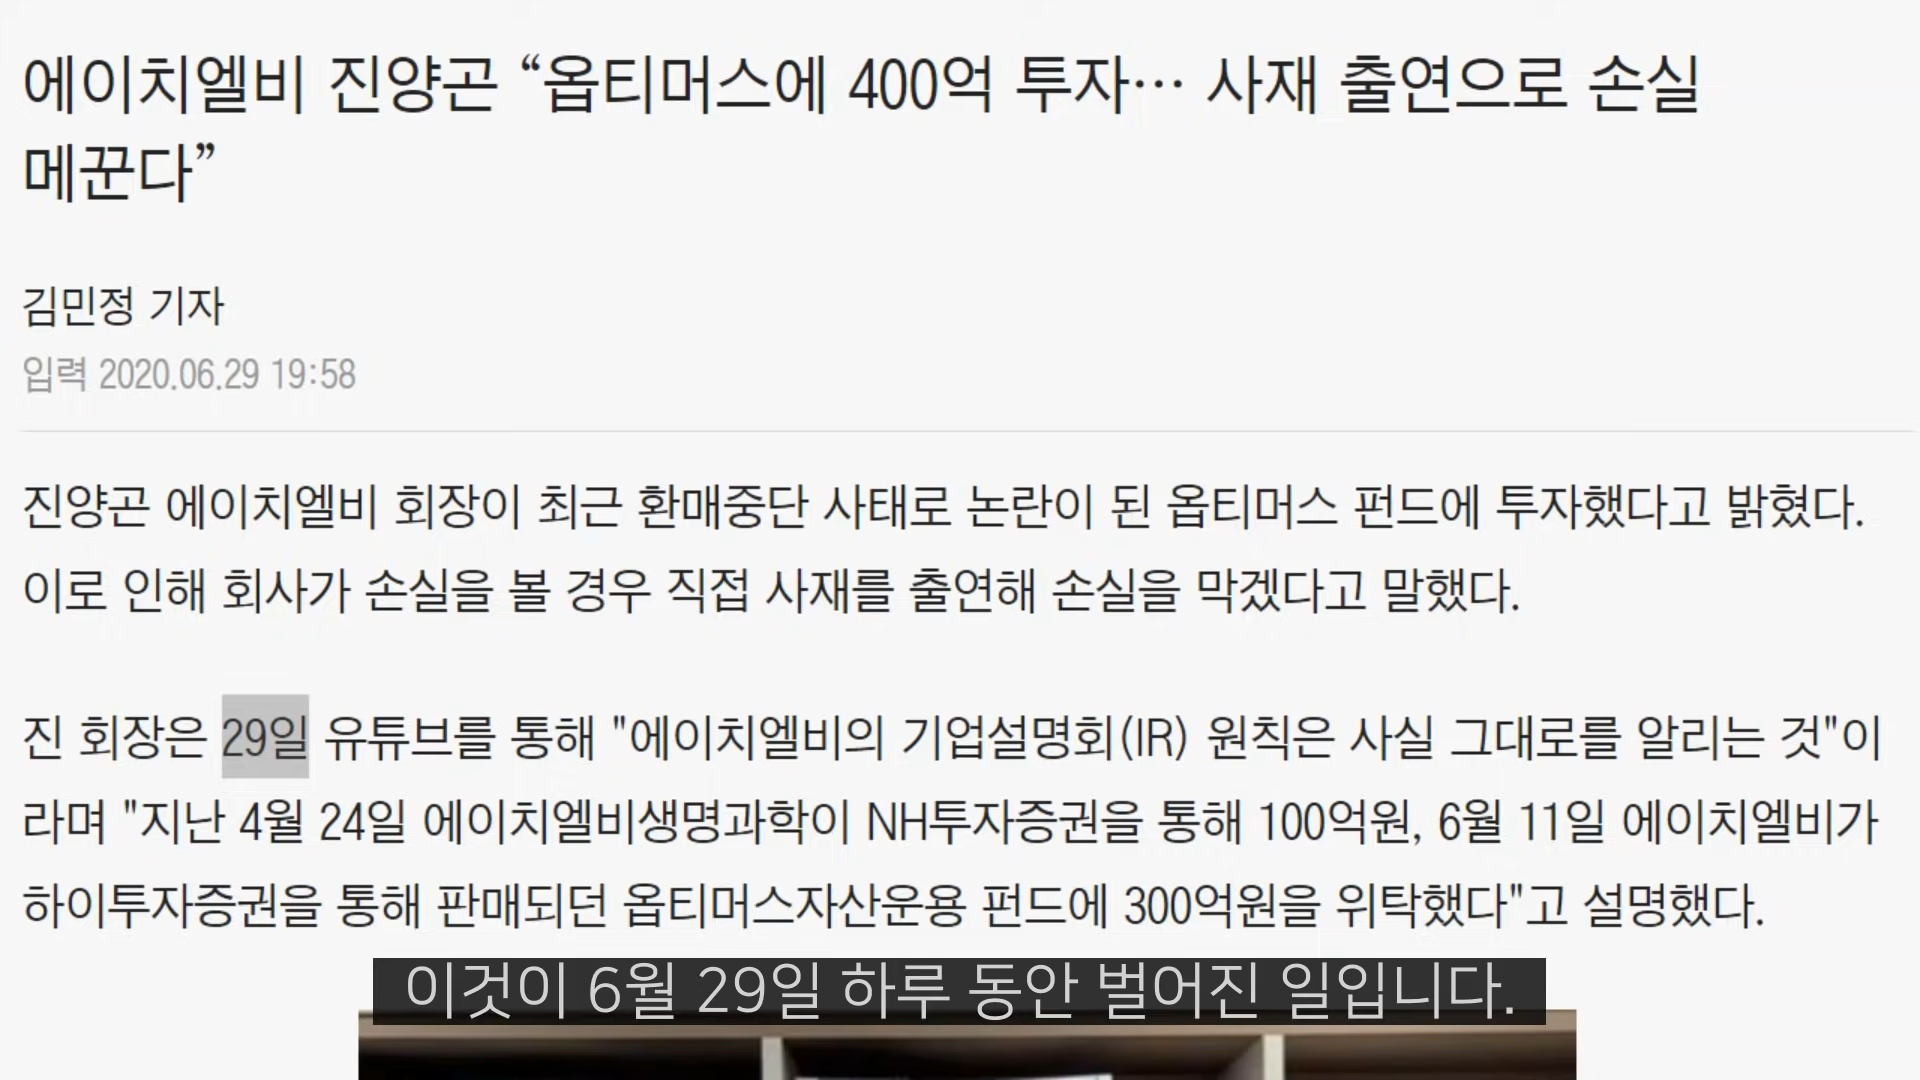 에이치엘비 진양곤 “옵티머스에 400억 투자… 사재 출연으로 손실
메꾼다”
김민정 기자
입력 2020.06.29 19:58
진양곤 에이치엘비 회장이 최근 환매중단 사태로 논란이 된 옵티머스 펀드에 투자했다고 밝혔다.
이로 인해 회사가 손실을 볼 경우 직접 사재를 출연해 손실을 막겠다고 말했다.
진 회장은 29일 유튜브를 통해 "에이치엘비의 기업설명회(IR) 원칙은 사실 그대로를 알리는 것"이
라며 "지난 4월 24일 에이치엘비생명과학이 NH투자증권을 통해 100억원, 6월 11일 에이치엘비가
하이투자증권을 통해 판매되던 옵티머스자산운용 펀드에 300억원을 위탁했다"고 설명했다.
이것이 6월 29일 하루 동안 벌어진 일입니다.